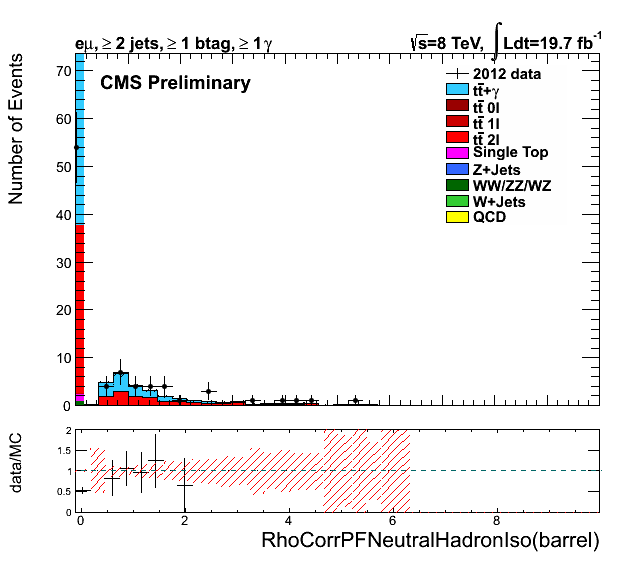 eμ, ≥ 2 jets, ≥ 1 btag, ≥ 1 γ
√s=8 TeV, ∫Ldt=19.7 fb⁻¹
CMS Preliminary
2012 data
tt̄+γ
tt̄ 0l
tt̄ 1l
tt̄ 2l
Single Top
Z+Jets
WW/ZZ/WZ
W+Jets
QCD
Number of Events
70
60
50
40
30
20
10
0
data/MC
2
1.5
1
0.5
0
0 2 4 6 8
RhoCorrPFNeutralHadronIso(barrel)